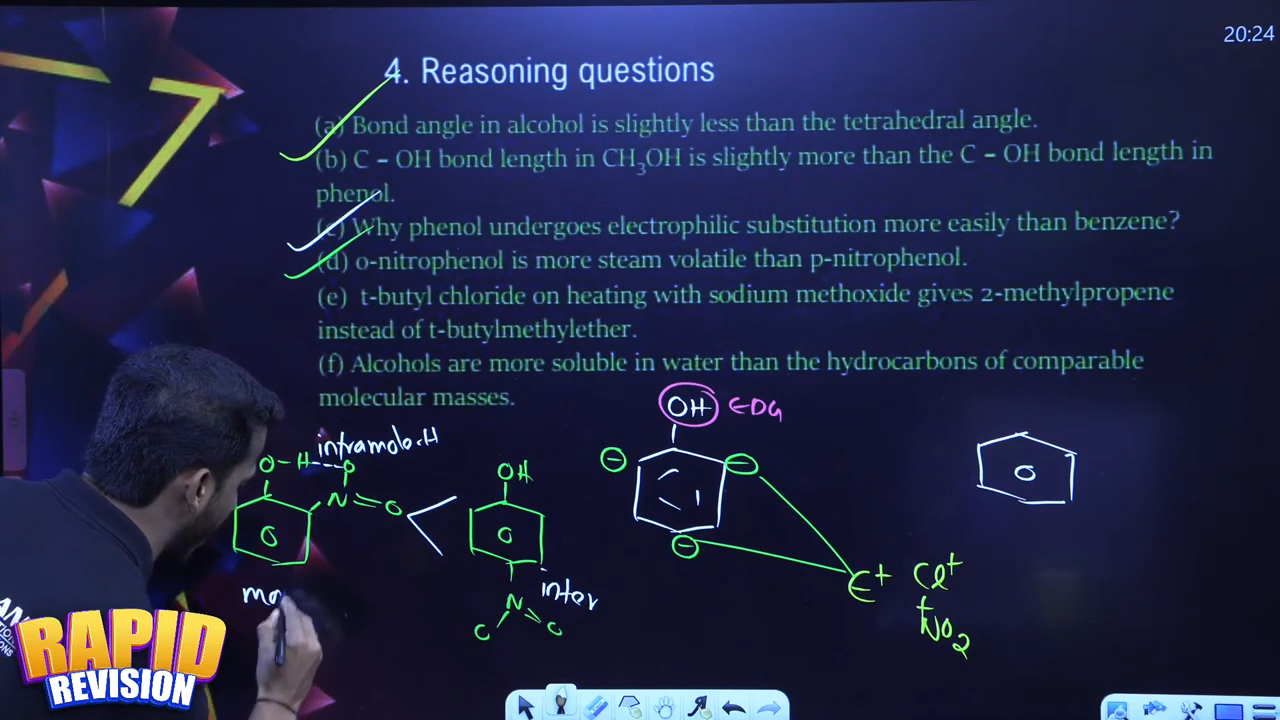 20:24
4. Reasoning questions
(a) Bond angle in alcohol is slightly less than the tetrahedral angle.
(b) C – OH bond length in CH₃OH is slightly more than the C – OH bond length in
phenol.
(c) Why phenol undergoes electrophilic substitution more easily than benzene?
(d) o-nitrophenol is more steam volatile than p-nitrophenol.
(e) t-butyl chloride on heating with sodium methoxide gives 2-methylpropene
instead of t-butylmethylether.
(f) Alcohols are more soluble in water than the hydrocarbons of comparable
molecular masses.
OH EDG
intramole.H
O-H---O
N=O
OH
inter
N
O O
E+ Cl+
+NO₂
mo
RAPID
REVISION